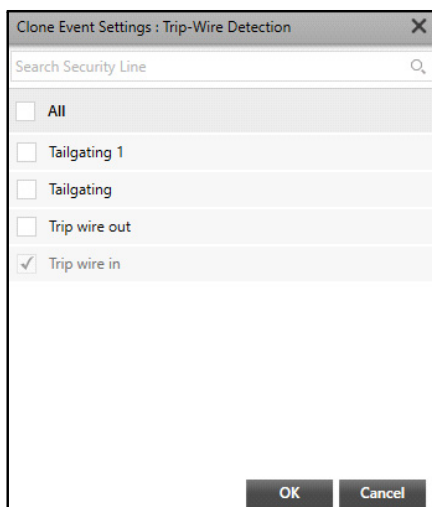 Clone Event Settings : Trip-Wire Detection
Search Security Line
All
Tailgating 1
Tailgating
Trip wire out
Trip wire in
OK Cancel